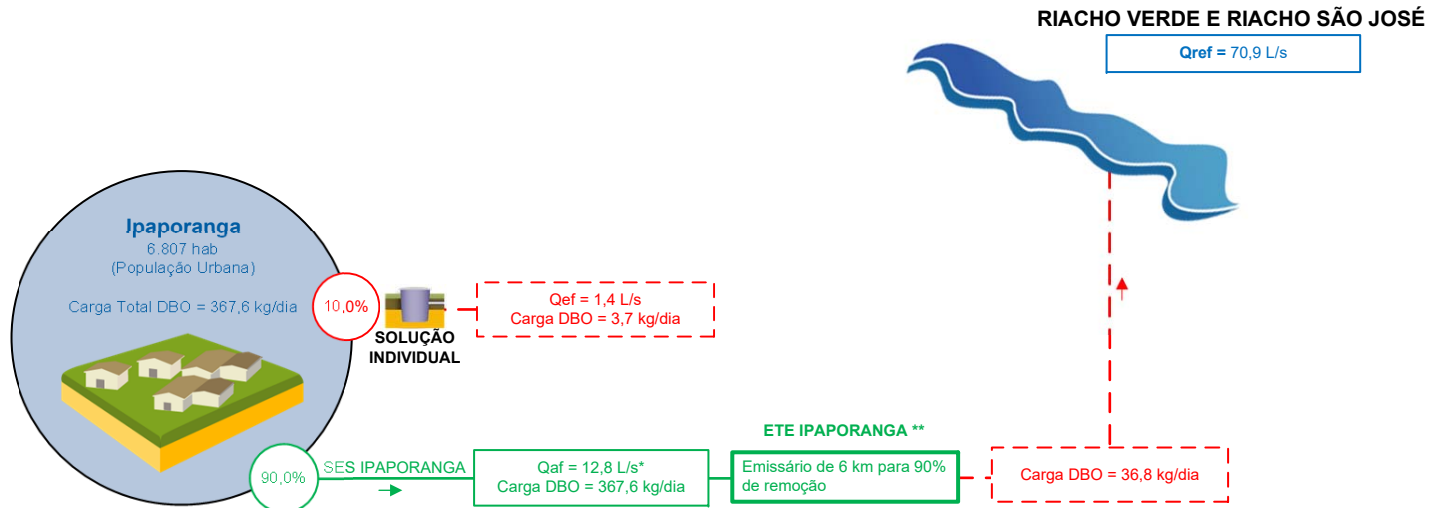 RIACHO VERDE E RIACHO SÃO JOSÉ
Qref = 70,9 L/s
Ipaporanga
6.807 hab
(População Urbana)
Carga Total DBO = 367,6 kg/dia
10,0%
SOLUÇÃO
INDIVIDUAL
Qef = 1,4 L/s
Carga DBO = 3,7 kg/dia
90,0%
SES IPAPORANGA
Qaf = 12,8 L/s*
Carga DBO = 367,6 kg/dia
ETE IPAPORANGA **
Emissário de 6 km para 90%
de remoção
Carga DBO = 36,8 kg/dia